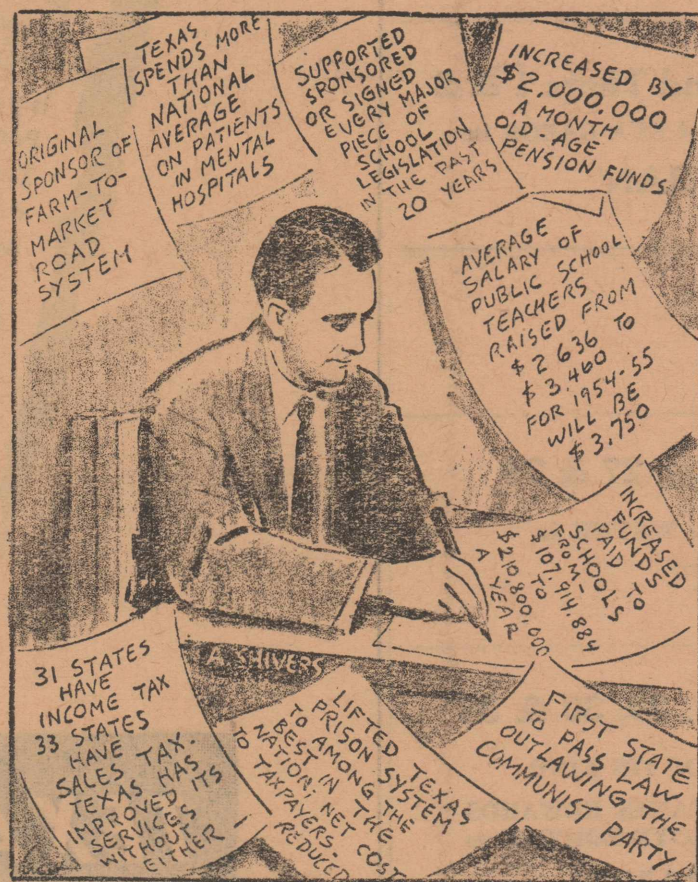 ORIGINAL
SPONSOR OF
FARM-TO-
MARKET
ROAD
SYSTEM
TEXAS
SPENDS MORE
THAN
NATIONAL
AVERAGE
ON PATIENTS
IN MENTAL
HOSPITALS
SUPPORTED
SPONSORED
OR SIGNED
EVERY MAJOR
PIECE OF
SCHOOL
LEGISLATION
IN THE PAST
20 YEARS
INCREASED BY
$2,000,000
A MONTH
OLD-AGE
PENSION FUNDS
AVERAGE
SALARY OF
PUBLIC SCHOOL
TEACHERS
RAISED FROM
$2 636 TO
$3.460
FOR 1954-55
WILL BE
$3,750
INCREASED
FUNDS
PAID TO
SCHOOLS
FROM-
$107,914,884
TO
$210,800,000
A YEAR
A. SHIVERS
31 STATES
HAVE
INCOME TAX
33 STATES
HAVE
SALES TAX.
TEXAS HAS
IMPROVED ITS
SERVICES
WITHOUT
EITHER
LIFTED TEXAS
PRISON SYSTEM
TO AMONG THE
BEST IN THE
NATION; NET COST
TO TAXPAYERS.
REDUCED
FIRST STATE
TO PASS LAW
OUTLAWING THE
COMMUNIST PARTY